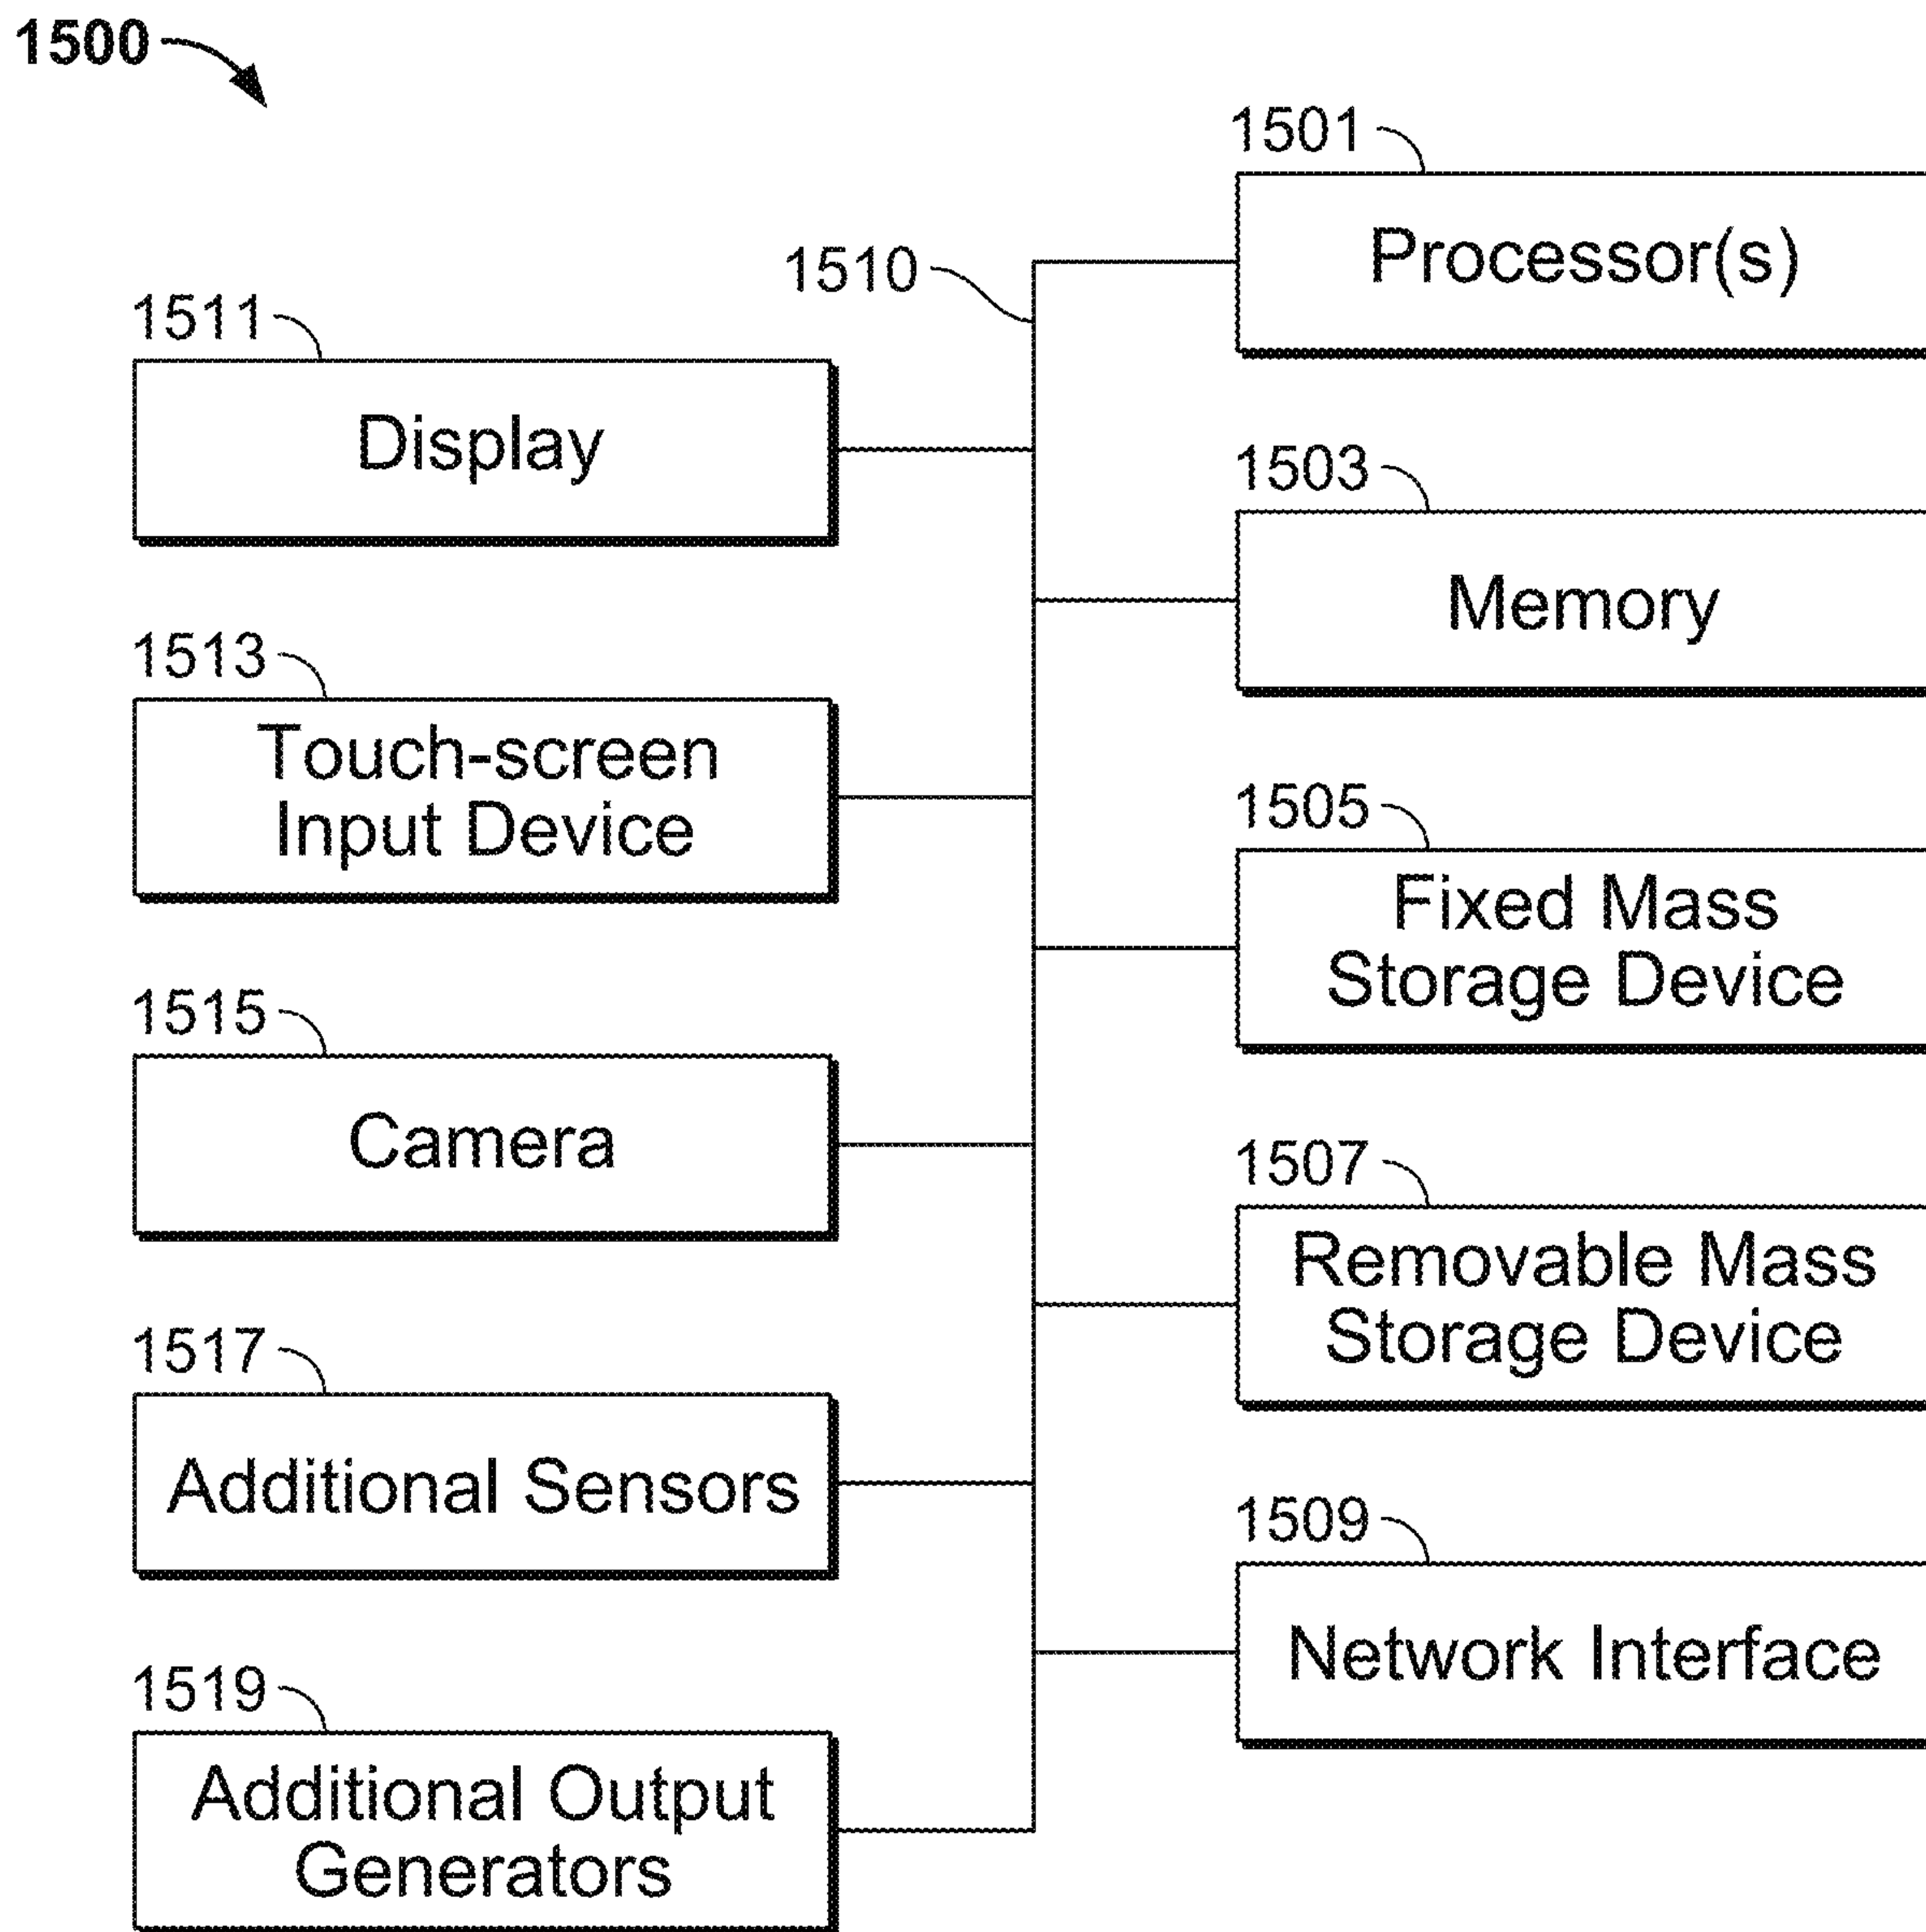 1500
1501
Processor(s)
1510
1511
Display
1503
Memory
1513
Touch-screen
Input Device
1505
Fixed Mass
Storage Device
1515
Camera
1507
Removable Mass
Storage Device
1517
Additional Sensors
1509
Network Interface
1519
Additional Output
Generators